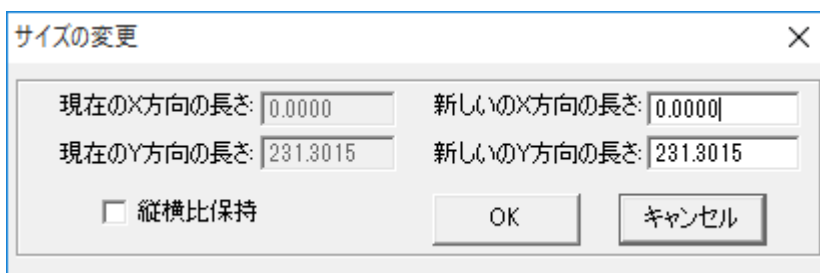 サイズの変更
現在のX方向の長さ: 0.0000 新しいのX方向の長さ: 0.0000
現在のY方向の長さ: 231.3015 新しいのY方向の長さ: 231.3015
縦横比保持 OK キャンセル